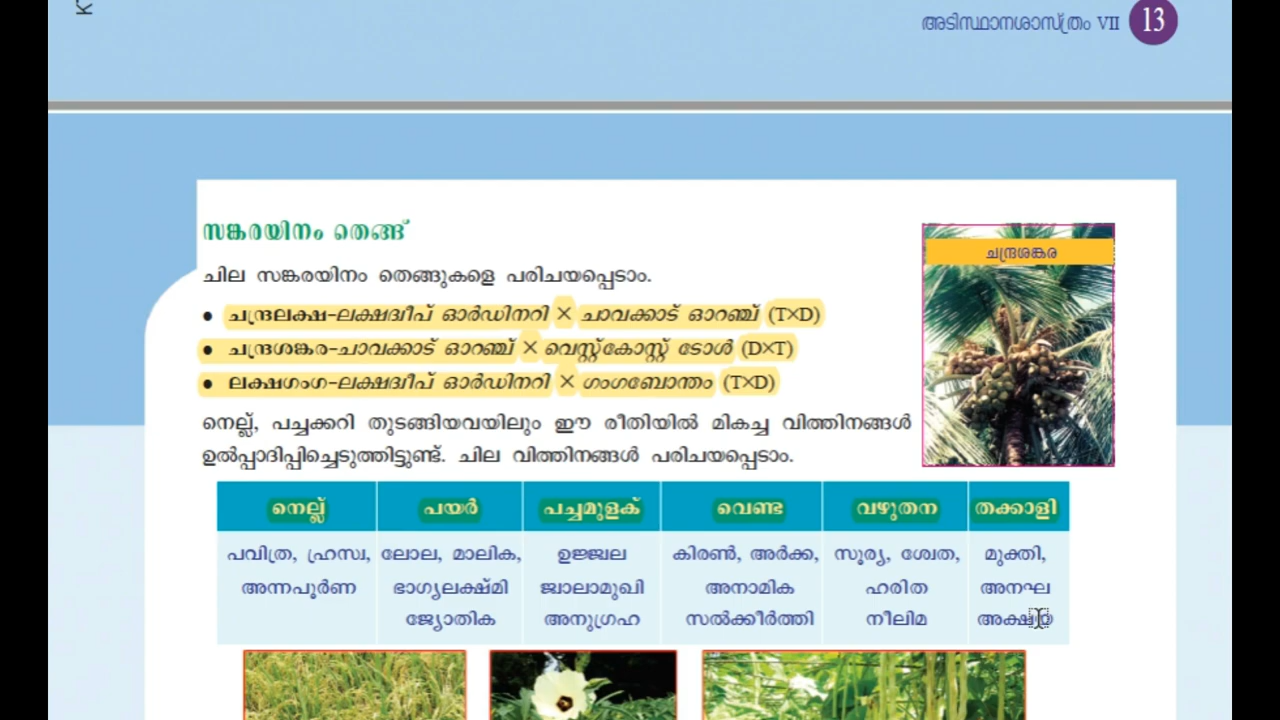 K
അടിസ്ഥാനശാസ്ത്രം VII 13
സങ്കരയിനം തെങ്ങ്
ചന്ദ്രശങ്കര
ചില സങ്കരയിനം തെങ്ങുകളെ പരിചയപ്പെടാം.
• ചന്ദ്രലക്ഷ-ലക്ഷദ്വീപ് ഓർഡിനറി × ചാവക്കാട് ഓറഞ്ച് (T×D)
• ചന്ദ്രശങ്കര-ചാവക്കാട് ഓറഞ്ച് × വെസ്റ്റ്കോസ്റ്റ് ടോൾ (D×T)
• ലക്ഷഗംഗ-ലക്ഷദ്വീപ് ഓർഡിനറി × ഗംഗബോന്തം (T×D)
നെല്ല്, പച്ചക്കറി തുടങ്ങിയവയിലും ഈ രീതിയിൽ മികച്ച വിത്തിനങ്ങൾ
ഉൽപ്പാദിപ്പിച്ചെടുത്തിട്ടുണ്ട്. ചില വിത്തിനങ്ങൾ പരിചയപ്പെടാം.
നെല്ല് പയർ പച്ചമുളക് വെണ്ട വഴുതന തക്കാളി
പവിത്ര, ഹ്രസ്വ, ലോല, മാലിക, ഉജ്ജ്വല കിരൺ, അർക്ക, സൂര്യ, ശ്വേത, മുക്തി,
അന്നപൂർണ ഭാഗ്യലക്ഷ്മി ജ്വാലാമുഖി അനാമിക ഹരിത അനഘ
ജ്യോതിക അനുഗ്രഹ സൽക്കീർത്തി നീലിമ